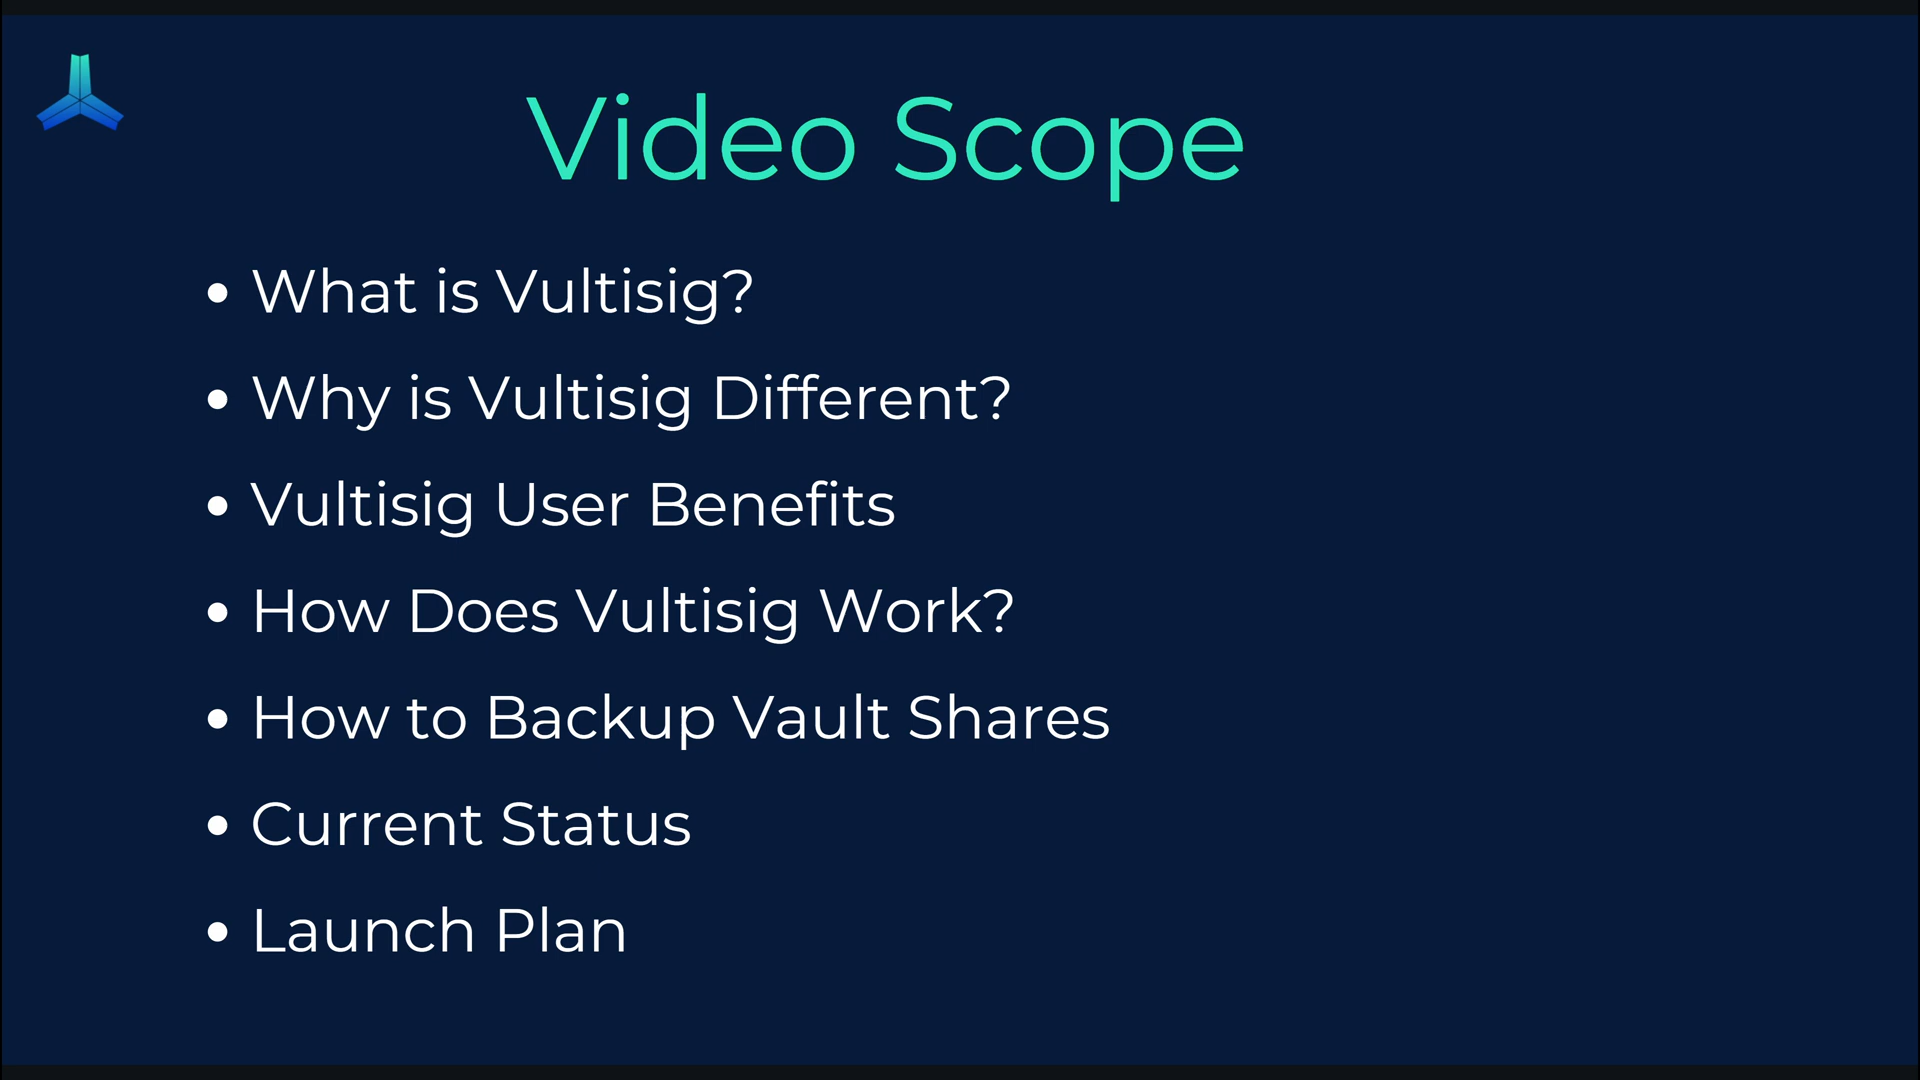 Video Scope
• What is Vultisig?
• Why is Vultisig Different?
• Vultisig User Benefits
• How Does Vultisig Work?
• How to Backup Vault Shares
• Current Status
• Launch Plan